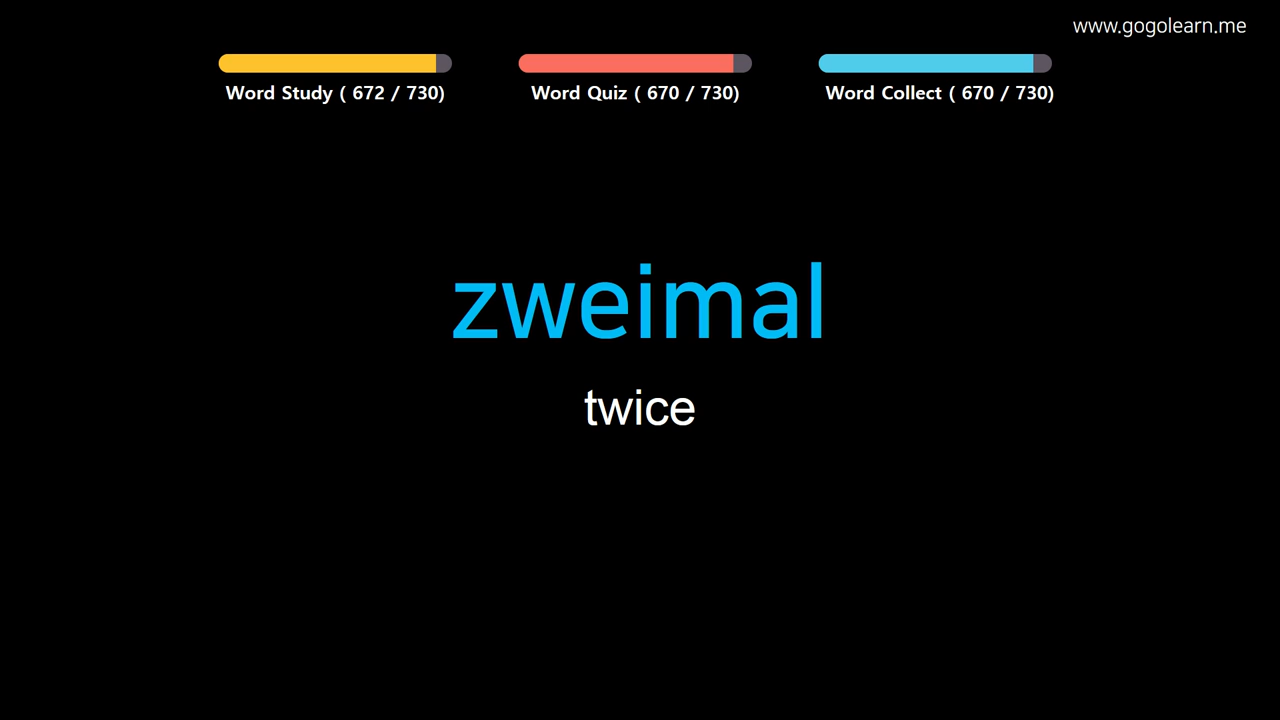 www.gogolearn.me
Word Study ( 672 / 730)
Word Quiz ( 670 / 730)
Word Collect ( 670 / 730)
zweimal
twice